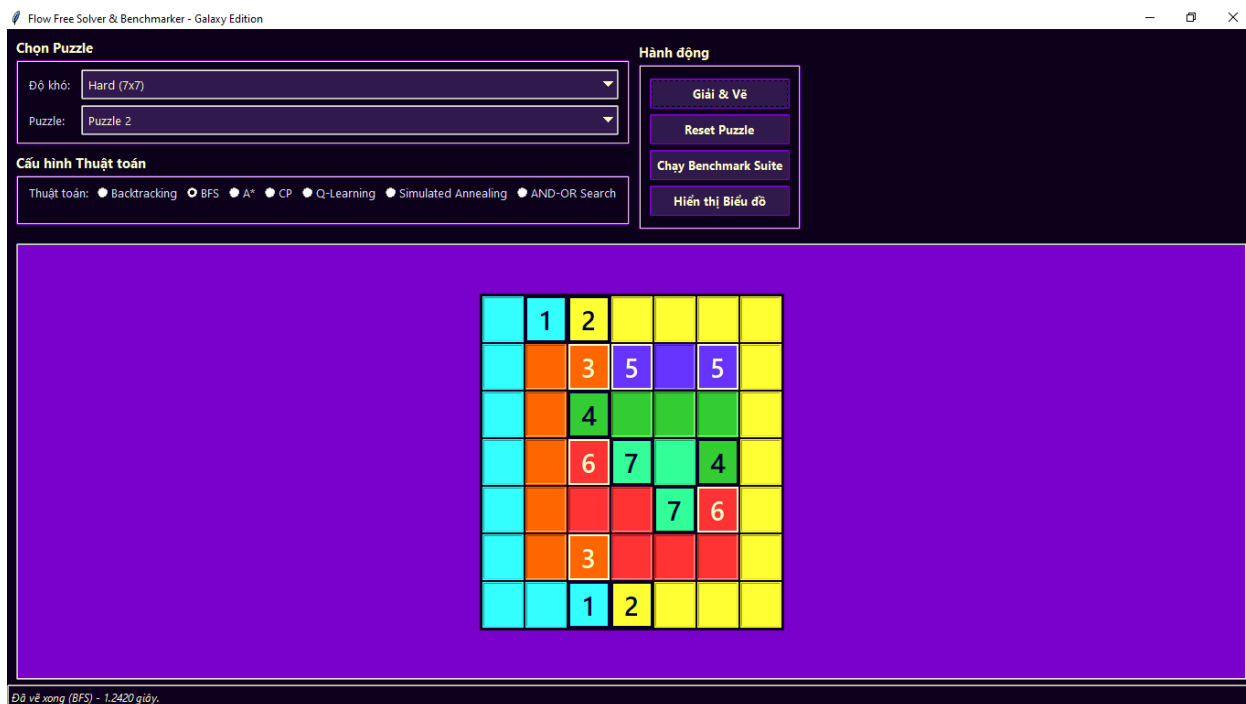 Flow Free Solver & Benchmarker - Galaxy Edition
Chọn Puzzle
Độ khó: Hard (7x7)
Puzzle: Puzzle 2
Cấu hình Thuật toán
Thuật toán: Backtracking BFS A* CP Q-Learning Simulated Annealing AND-OR Search
Hành động
Giải & Vẽ
Reset Puzzle
Chạy Benchmark Suite
Hiển thị Biểu đồ
1 2
3 5 5
4
6 7 4
7 6
3
1 2
Đã vẽ xong (BFS) - 1.2420 giây.